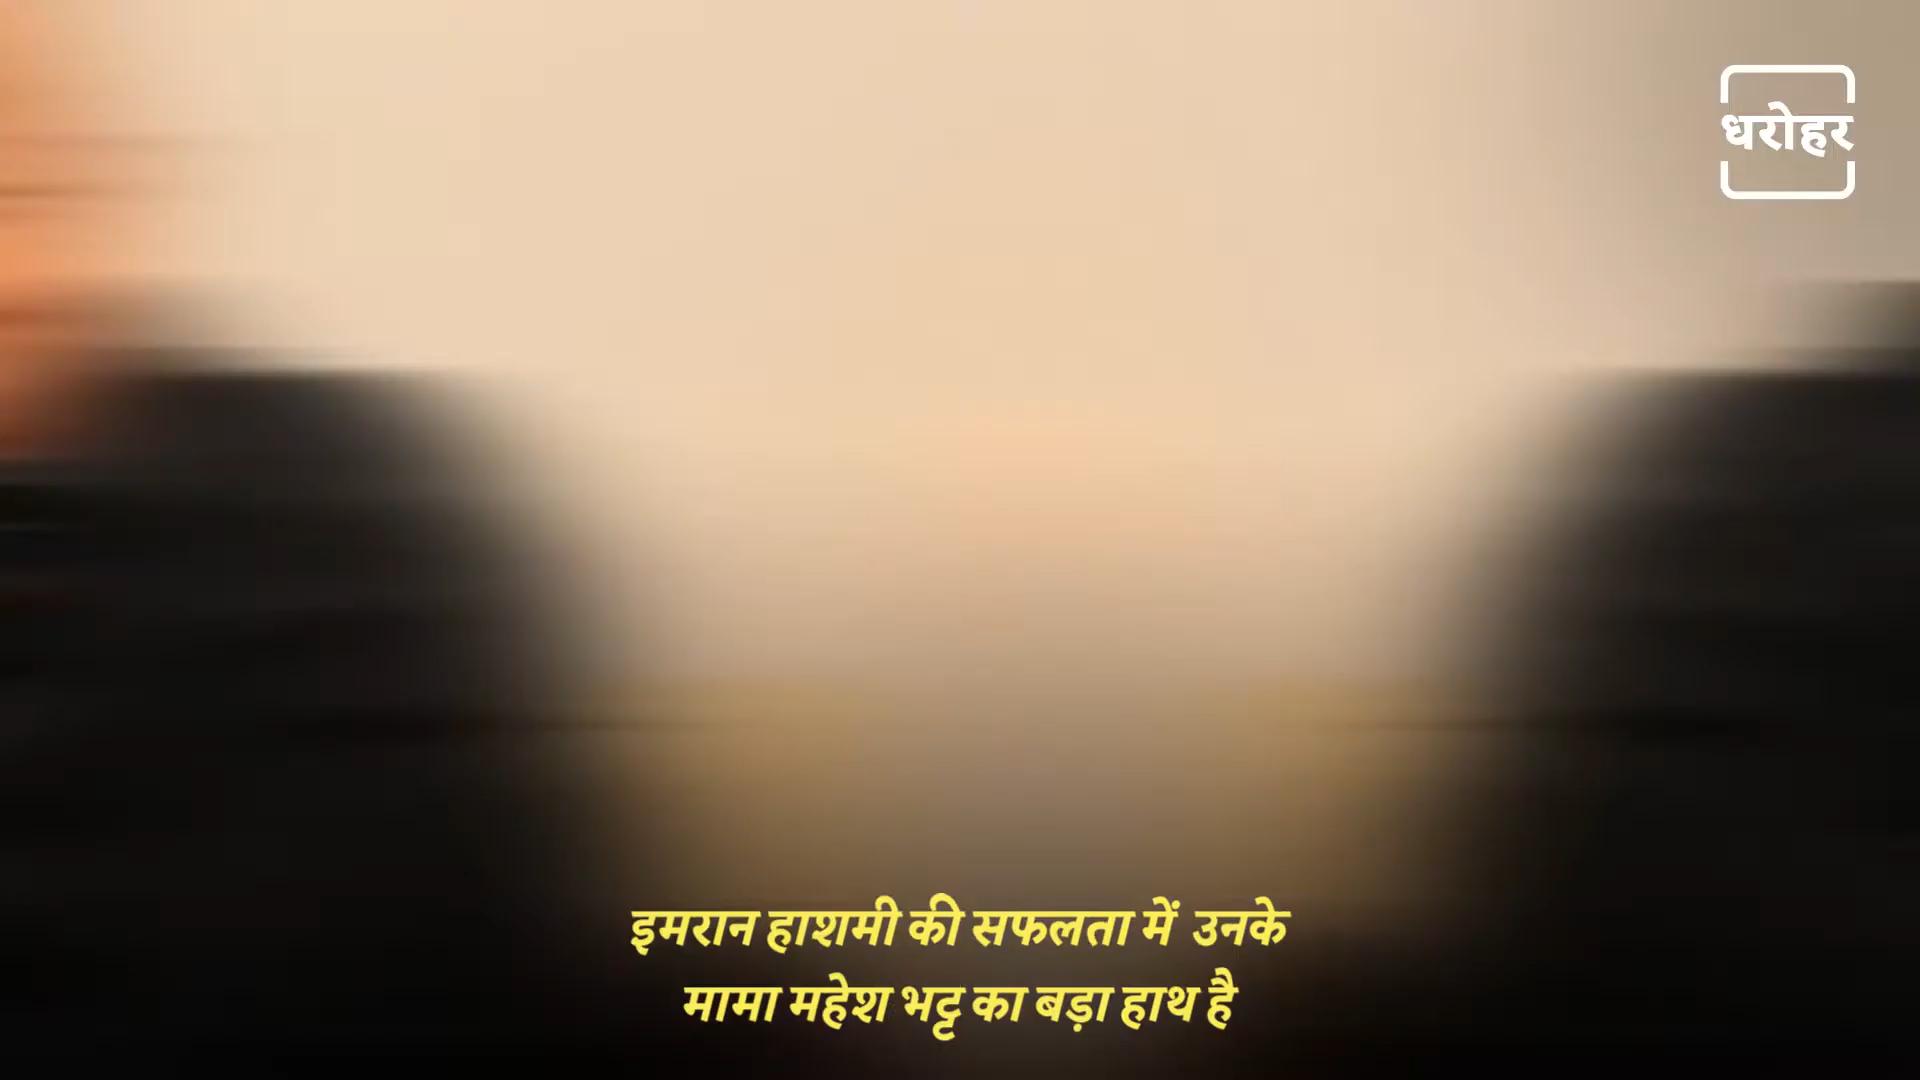 धरोहर
इमरान हाशमी की सफलता में उनके
मामा महेश भट्ट का बड़ा हाथ है